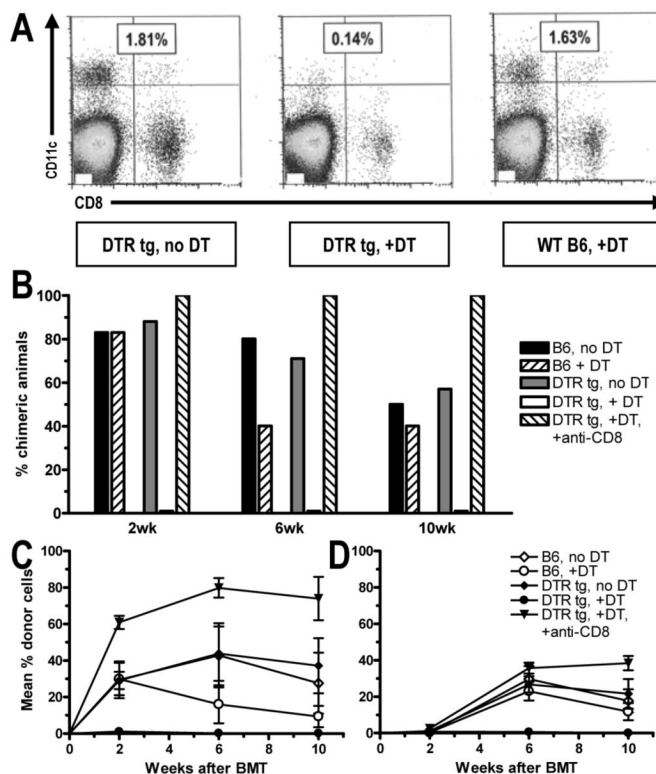 A
1.81%
0.14%
1.63%
CD11c
CD8
DTR tg, no DT
DTR tg, +DT
WT B6, +DT
B
100
80
60
40
20
0
% chimeric animals
2wk
6wk
10wk
B6, no DT
B6 + DT
DTR tg, no DT
DTR tg, + DT
DTR tg, +DT,
+anti-CD8
C
100
80
60
40
20
0
Mean % donor cells
0
2
4
6
8
10
Weeks after BMT
D
100
80
60
40
20
0
0
2
4
6
8
10
Weeks after BMT
B6, no DT
B6, +DT
DTR tg, no DT
DTR tg, +DT
DTR tg, +DT,
+anti-CD8